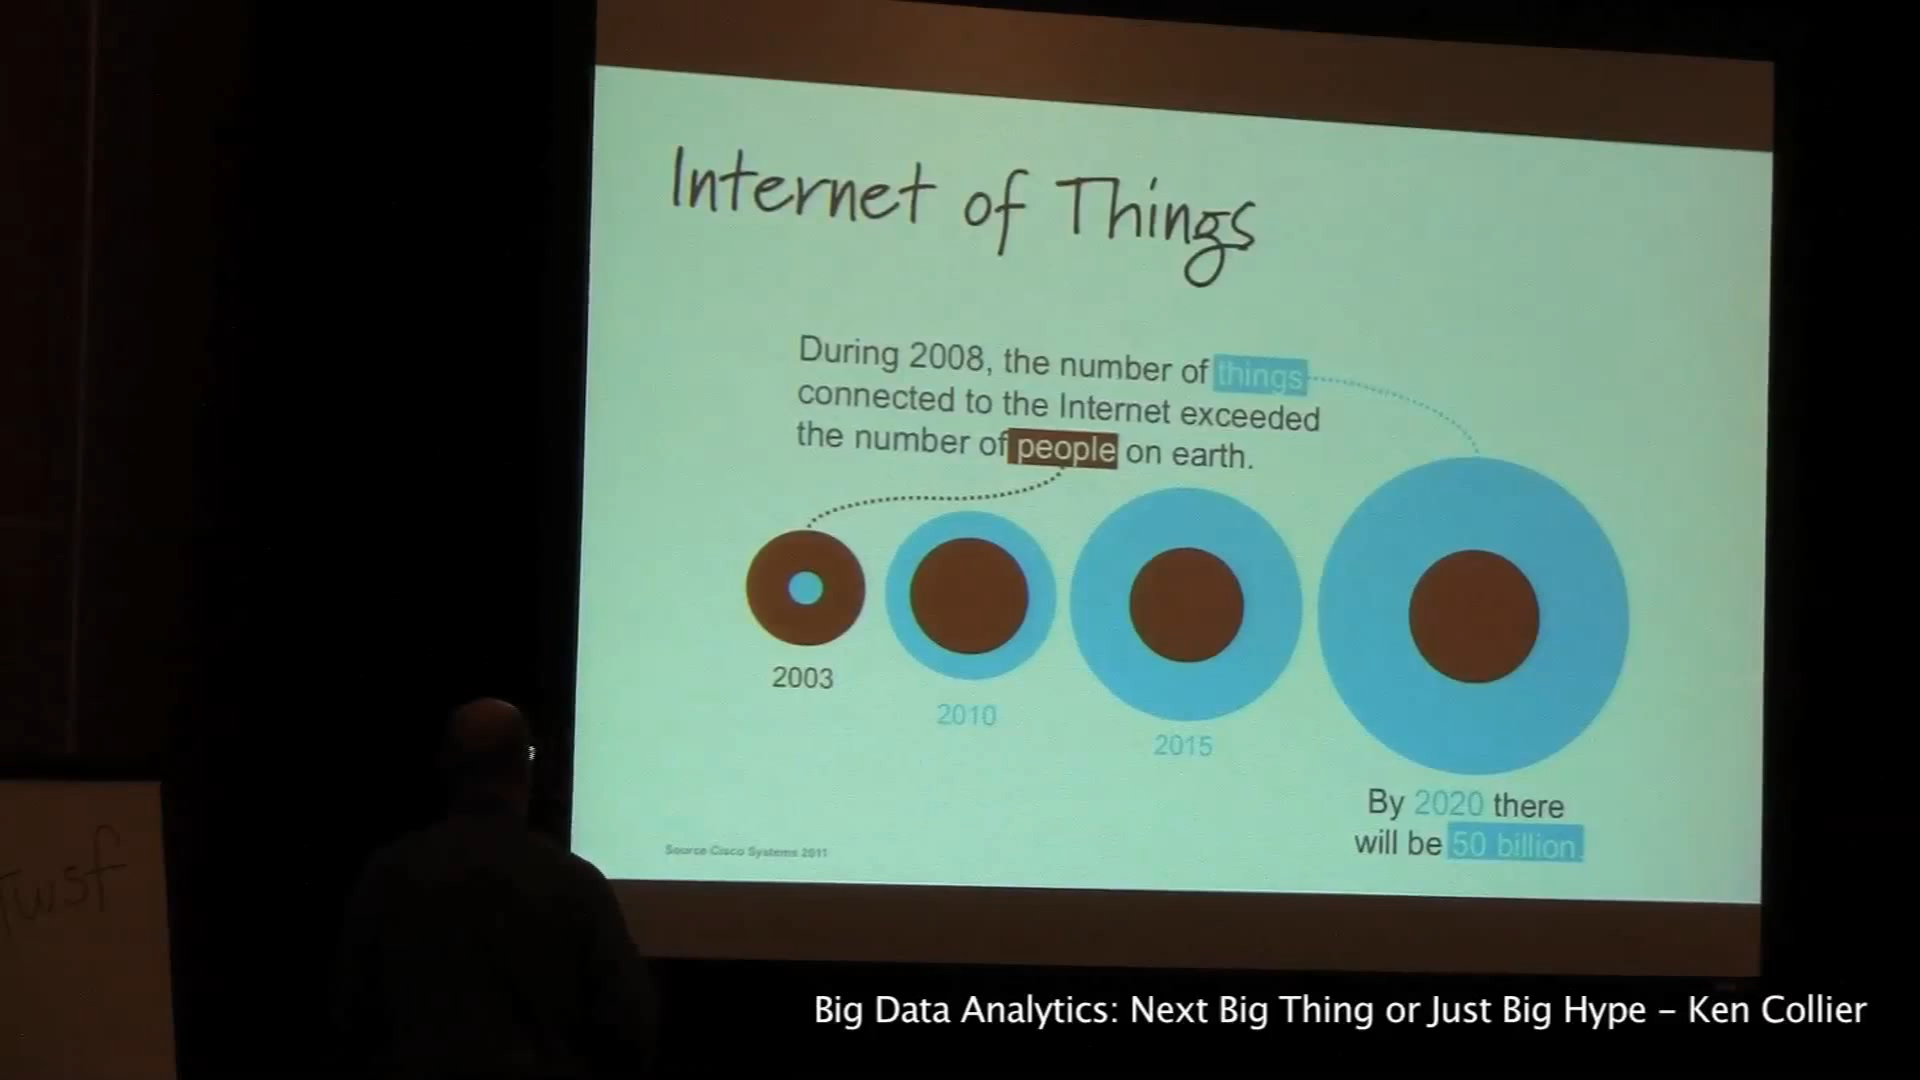 Internet of Things
During 2008, the number of things
connected to the Internet exceeded
the number of people on earth.
2003
2010
2015
By 2020 there
will be 50 billion.
Source Cisco Systems 2011
Twsf
Big Data Analytics: Next Big Thing or Just Big Hype – Ken Collier